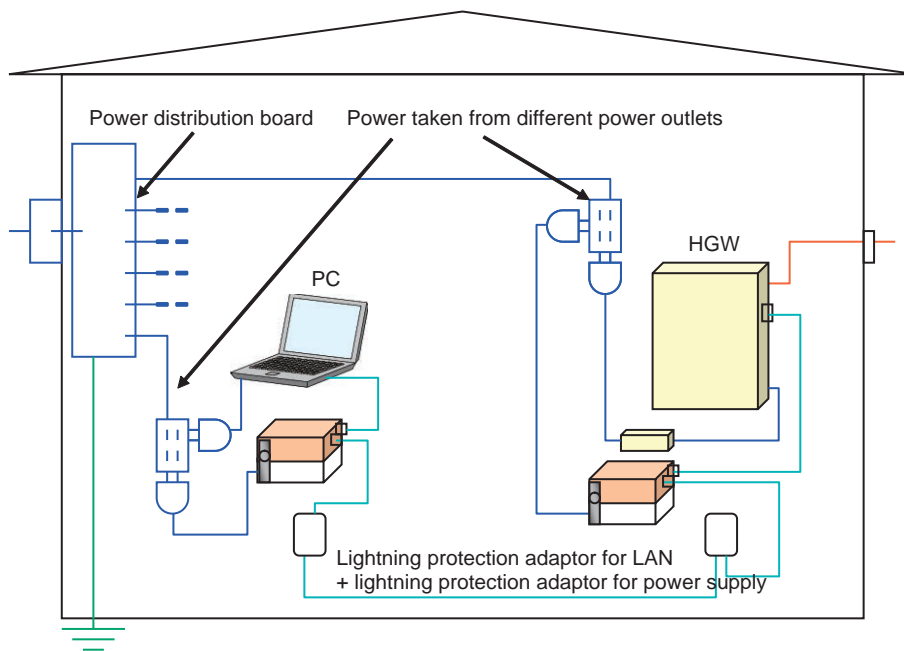 Power distribution board
Power taken from different power outlets
HGW
PC
Lightning protection adaptor for LAN
+ lightning protection adaptor for power supply